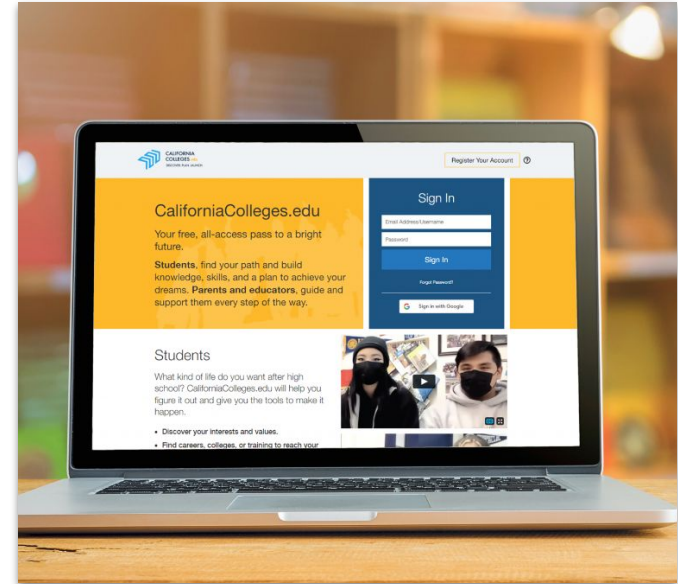 CALIFORNIA
COLLEGES.EDU
DISCOVER. PLAN. LAUNCH.
Register Your Account
CaliforniaColleges.edu
Your free, all-access pass to a bright
future.
Students, find your path and build
knowledge, skills, and a plan to achieve your
dreams. Parents and educators, guide and
support them every step of the way.
Sign In
Email Address/Username
Password
Sign In
Forgot Password?
G Sign in with Google
Students
What kind of life do you want after high
school? CaliforniaColleges.edu will help you
figure it out and give you the tools to make it
happen.
• Discover your interests and values.
• Find careers, colleges, or training to reach your